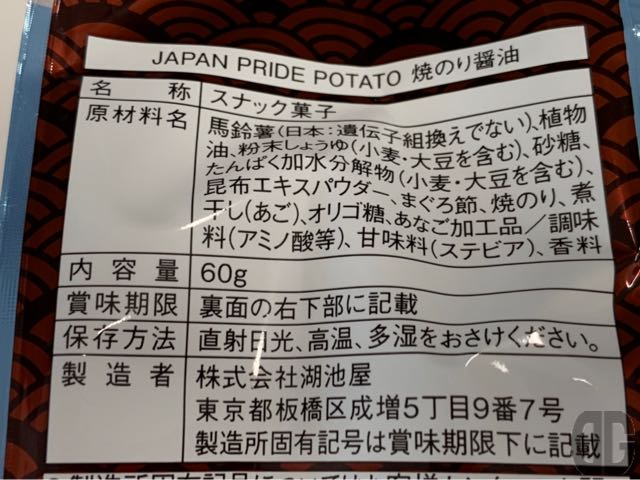 JAPAN PRIDE POTATO 焼のり醤油
名 称 スナック菓子
原材料名 馬鈴薯(日本:遺伝子組換えでない)、植物
油、粉末しょうゆ(小麦・大豆を含む)、砂糖、
たんぱく加水分解物(小麦・大豆を含む)、
昆布エキスパウダー、まぐろ節、焼のり、煮
干し(あご)、オリゴ糖、あなご加工品/調味
料(アミノ酸等)、甘味料(ステビア)、香料
内容量 60g
賞味期限 裏面の右下部に記載
保存方法 直射日光、高温、多湿をおさけください。
製造者 株式会社湖池屋
東京都板橋区成増5丁目9番7号
製造所固有記号は賞味期限下に記載